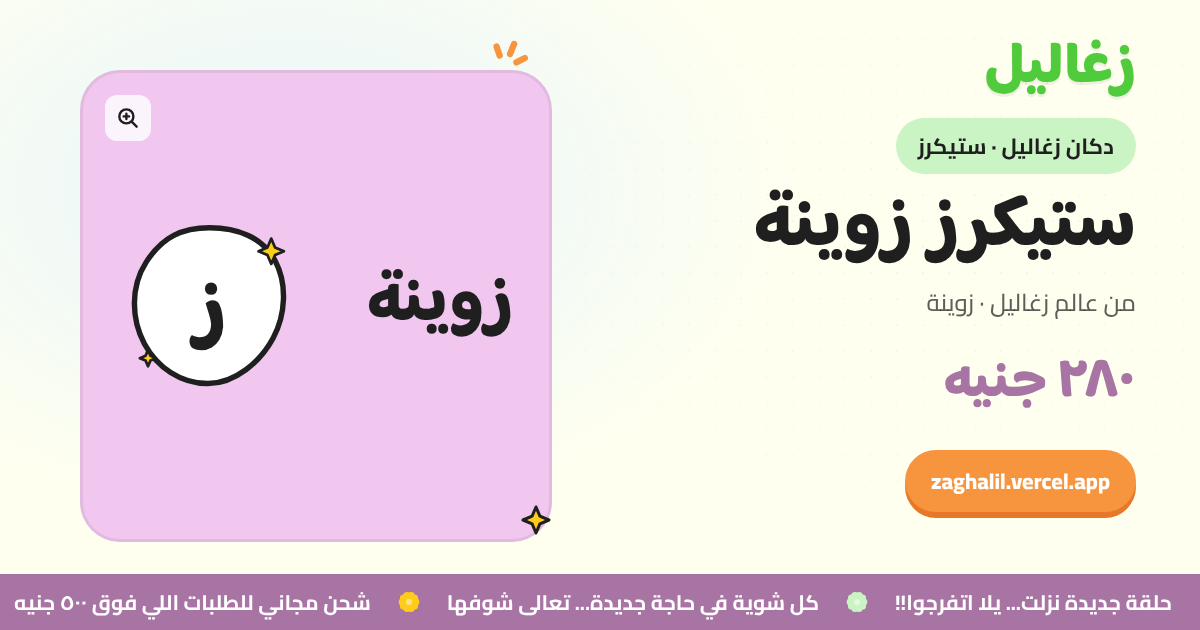 زغاليل
دكان زغاليل · ستيكرز
ستيكرز زوينة
من عالم زغاليل · زوينة
٢٨٠ جنيه
zaghalil.vercel.app
زوينة
ز
حلقة جديدة نزلت... يلا اتفرجوا!! كل شوية في حاجة جديدة... تعالى شوفها شحن مجاني للطلبات اللي فوق ٥٠٠ جنيه